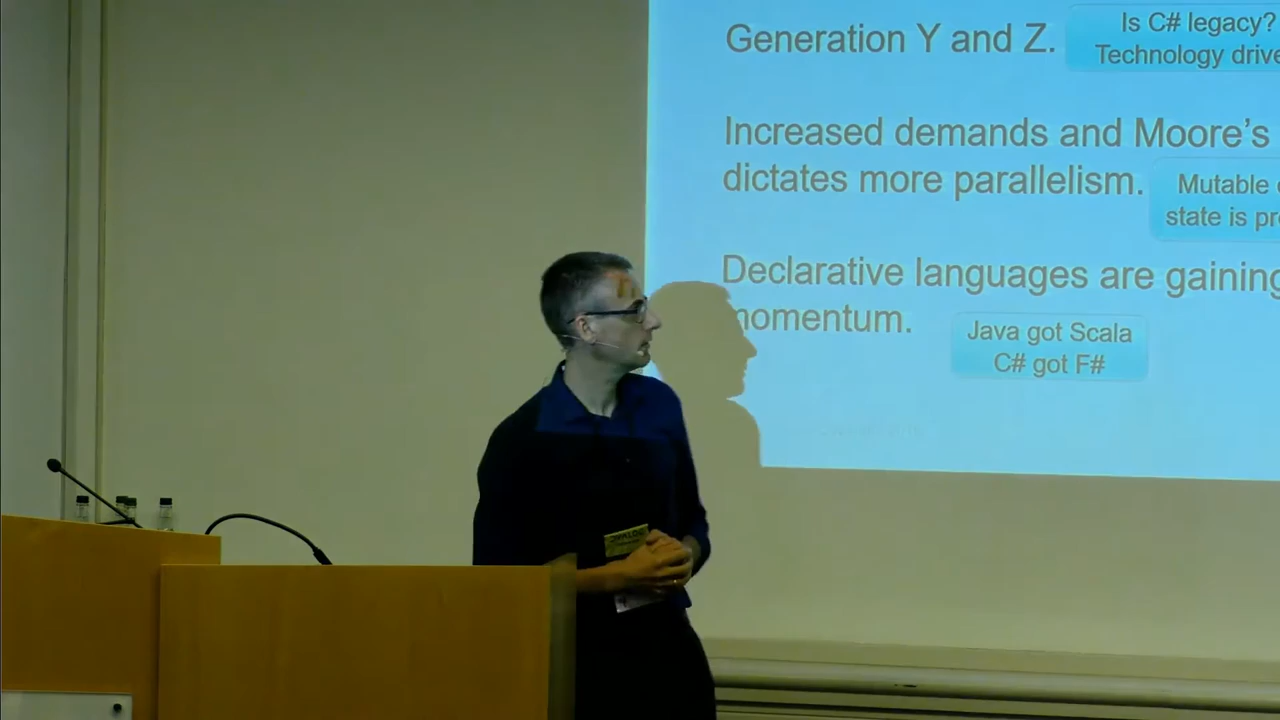 Generation Y and Z.
Is C# legacy?
Technology drive
Increased demands and Moore's
dictates more parallelism.
Mutable
state is pr
Declarative languages are gaining
momentum.
Java got Scala
C# got F#